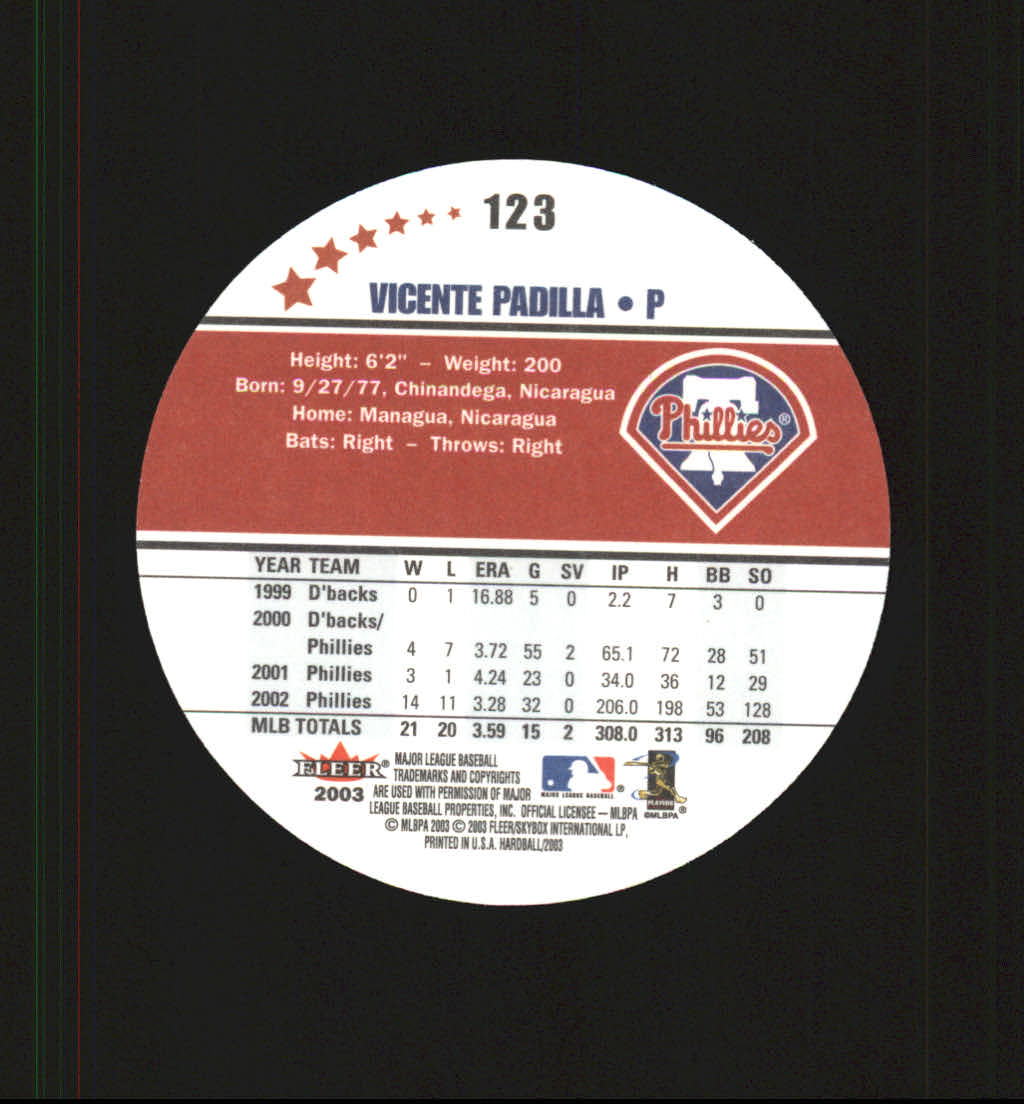 123
VICENTE PADILLA • P
Height: 6'2" – Weight: 200
Born: 9/27/77, Chinandega, Nicaragua
Home: Managua, Nicaragua
Bats: Right – Throws: Right
Phillies®
YEAR TEAM W L ERA G SV IP H BB SO
1999 D'backs 0 1 16.88 5 0 2.2 7 3 0
2000 D'backs/
Phillies 4 7 3.72 55 2 65.1 72 28 51
2001 Phillies 3 1 4.24 23 0 34.0 36 12 29
2002 Phillies 14 11 3.28 32 0 206.0 198 53 128
MLB TOTALS 21 20 3.59 15 2 308.0 313 96 208
FLEER®
2003
MAJOR LEAGUE BASEBALL
TRADEMARKS AND COPYRIGHTS
ARE USED WITH PERMISSION OF MAJOR
LEAGUE BASEBALL PROPERTIES, INC. OFFICIAL LICENSEE — MLBPA
© MLBPA 2003 © 2003 FLEER/SKYBOX INTERNATIONAL LP,
PRINTED IN U.S.A. HARDBALL/2003
MAJOR LEAGUE BASEBALL ®
PLAYERS
©MLBPA®